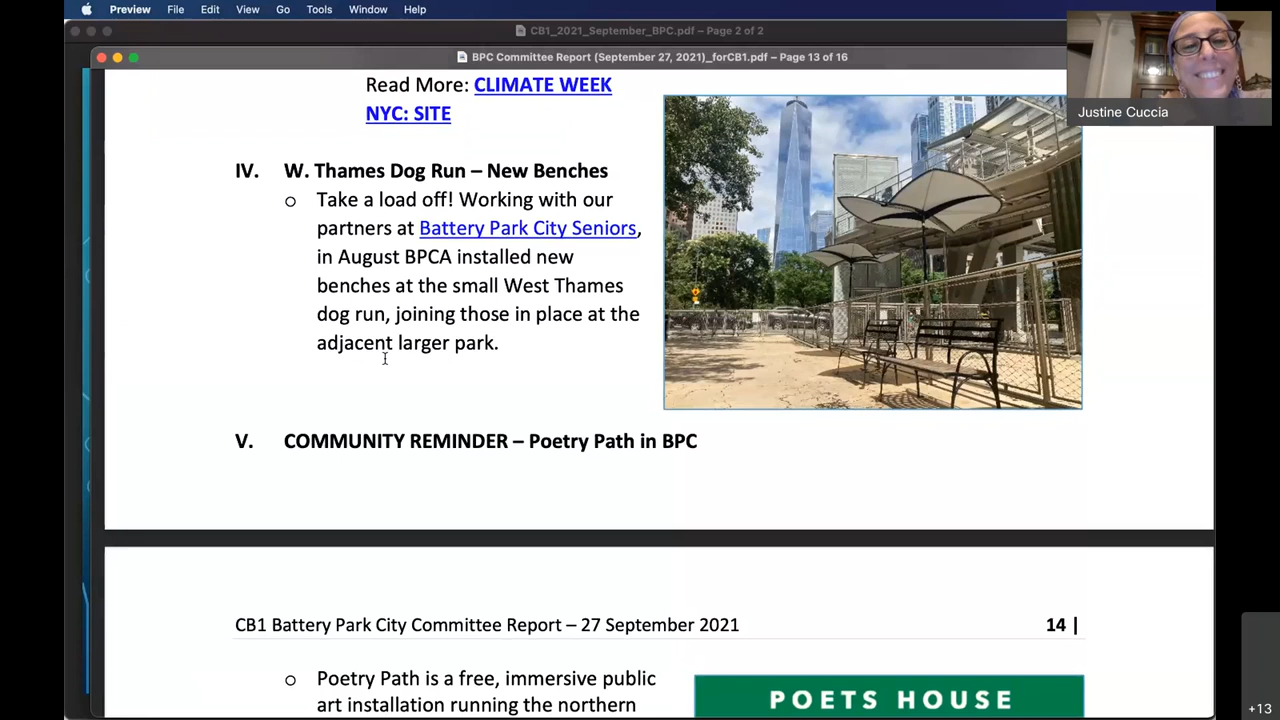 Preview File Edit View Go Tools Window Help
CB1_2021_September_BPC.pdf – Page 2 of 2
BPC Committee Report (September 27, 2021)_forCB1.pdf – Page 13 of 16
Justine Cuccia
Read More: CLIMATE WEEK
NYC: SITE
IV. W. Thames Dog Run – New Benches
o Take a load off! Working with our
partners at Battery Park City Seniors,
in August BPCA installed new
benches at the small West Thames
dog run, joining those in place at the
adjacent larger park.
V. COMMUNITY REMINDER – Poetry Path in BPC
CB1 Battery Park City Committee Report – 27 September 2021 14 |
o Poetry Path is a free, immersive public
art installation running the northern
POETS HOUSE
+13